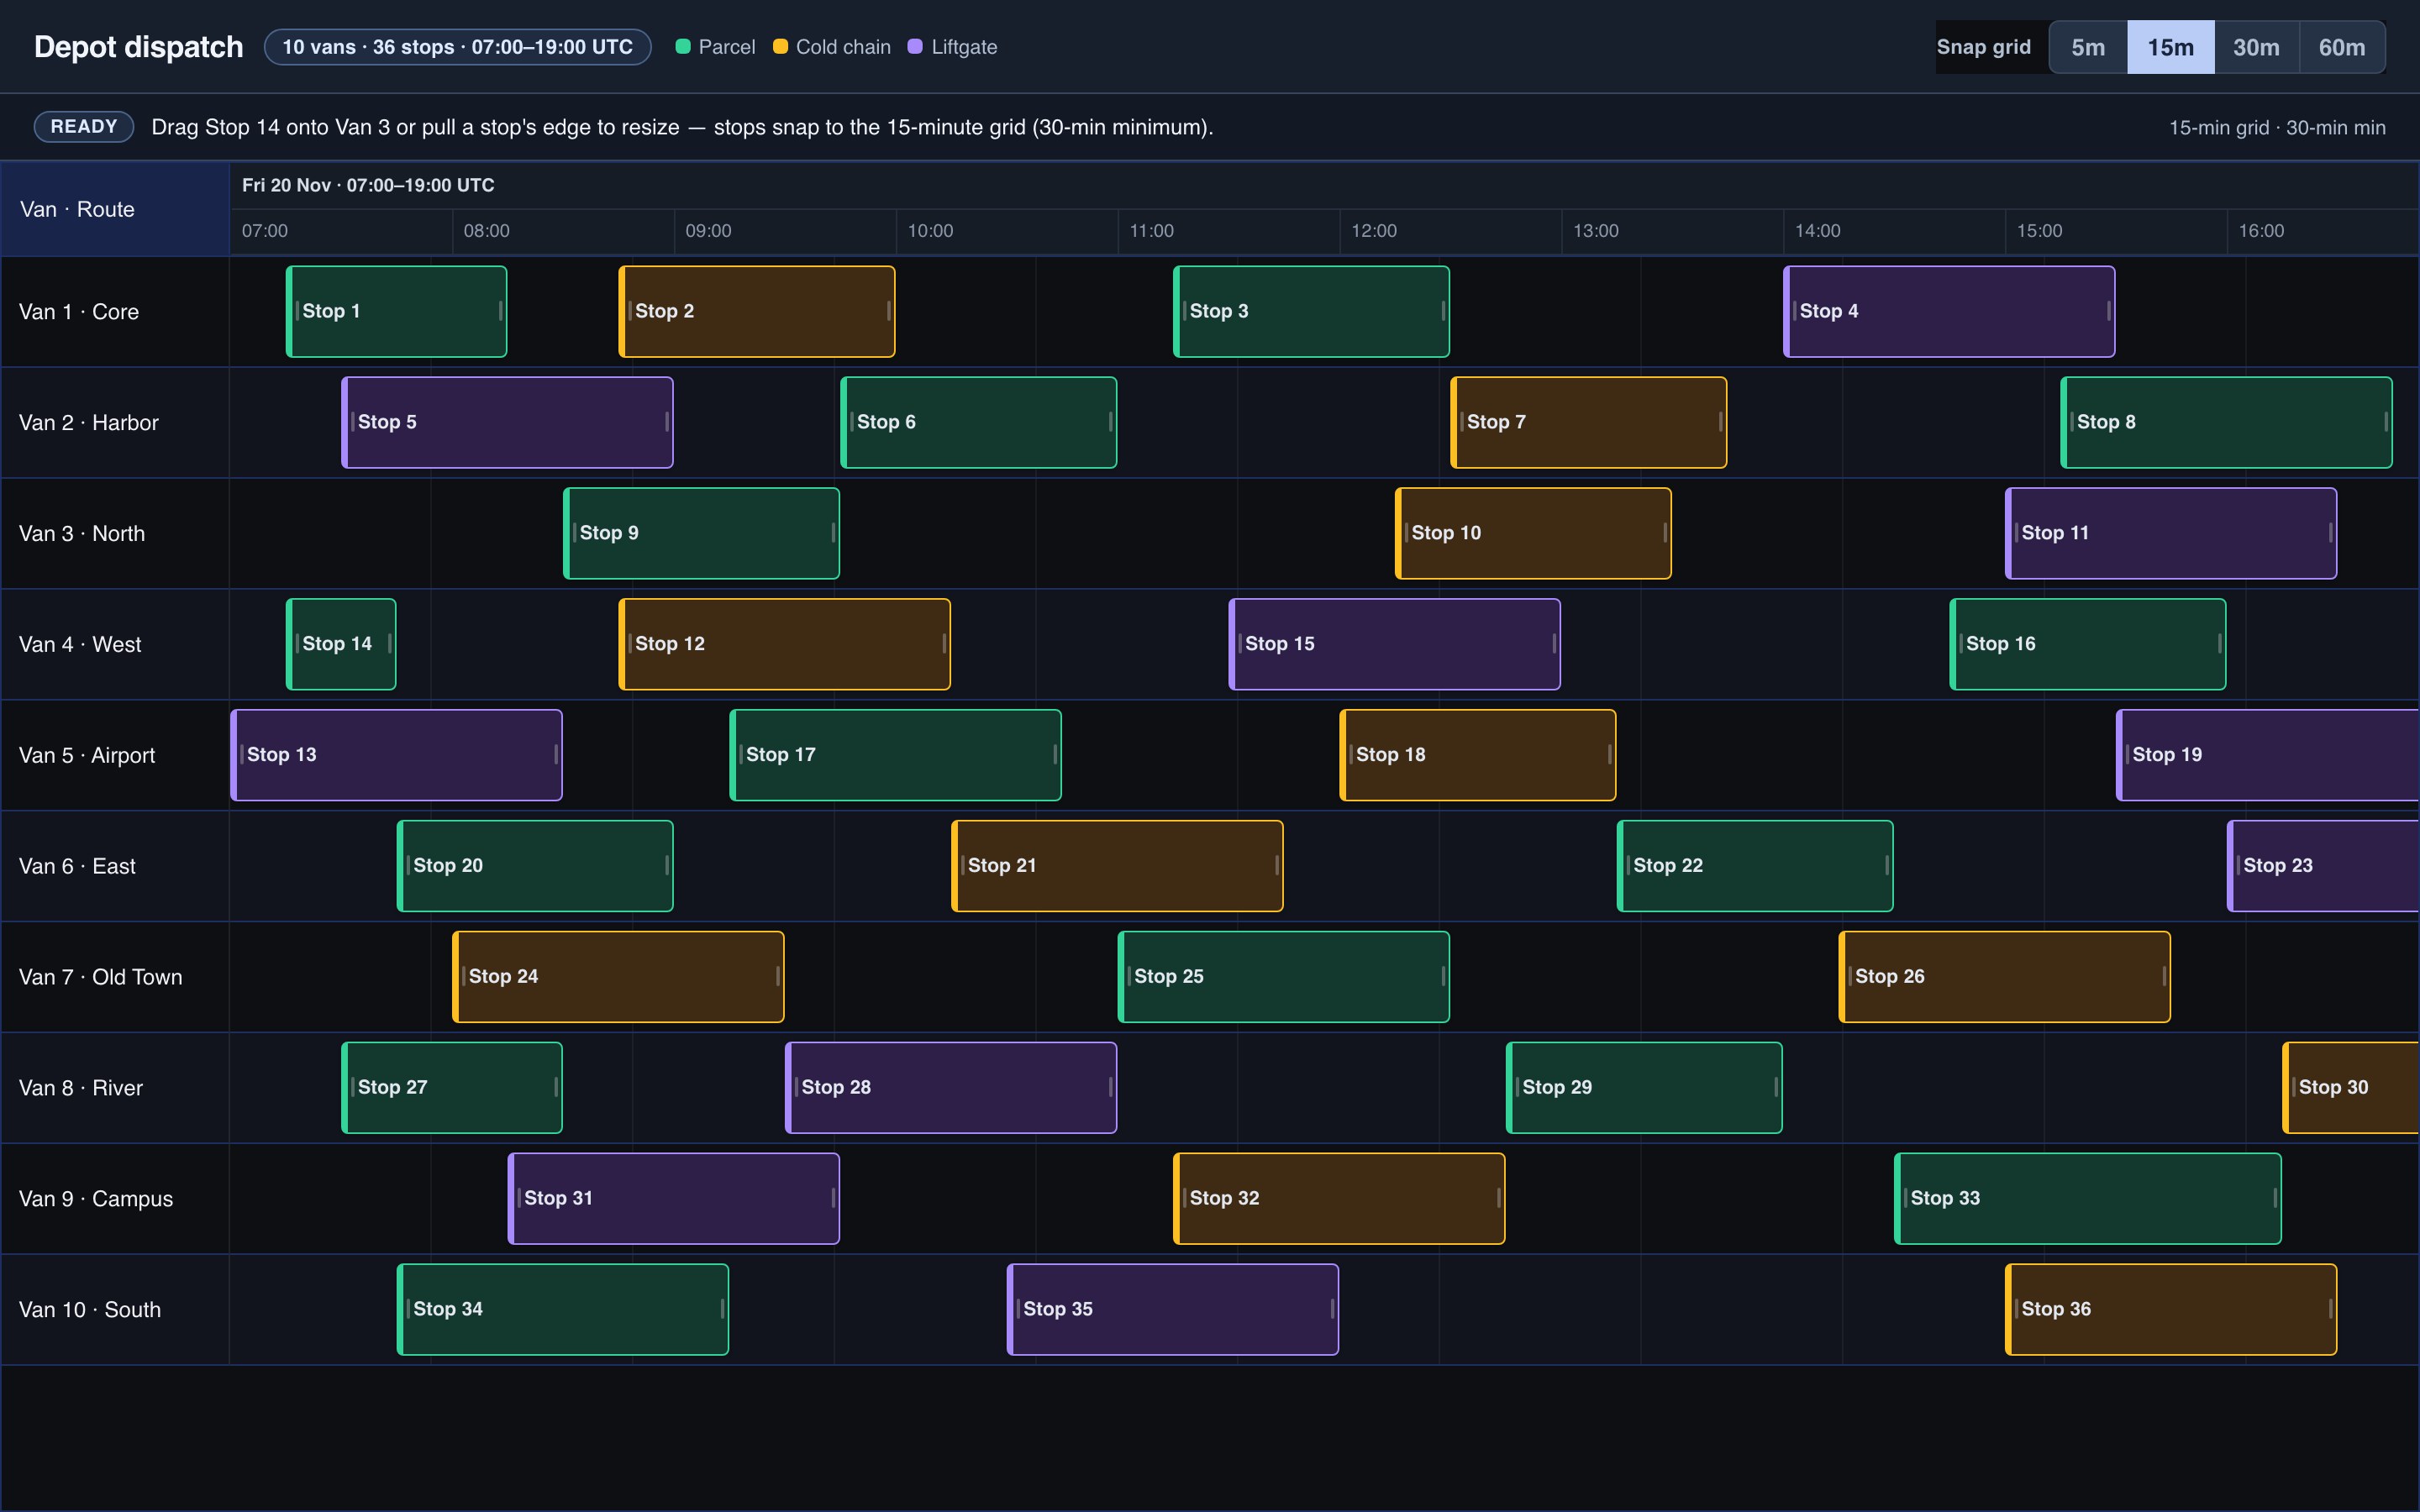 Depot dispatch
10 vans · 36 stops · 07:00–19:00 UTC
Parcel
Cold chain
Liftgate
Snap grid
5m
15m
30m
60m
READY
Drag Stop 14 onto Van 3 or pull a stop's edge to resize — stops snap to the 15-minute grid (30-min minimum).
15-min grid · 30-min min
Van · Route
Fri 20 Nov · 07:00–19:00 UTC
07:00
08:00
09:00
10:00
11:00
12:00
13:00
14:00
15:00
16:00
Van 1 · Core
Stop 1
Stop 2
Stop 3
Stop 4
Van 2 · Harbor
Stop 5
Stop 6
Stop 7
Stop 8
Van 3 · North
Stop 9
Stop 10
Stop 11
Van 4 · West
Stop 14
Stop 12
Stop 15
Stop 16
Van 5 · Airport
Stop 13
Stop 17
Stop 18
Stop 19
Van 6 · East
Stop 20
Stop 21
Stop 22
Stop 23
Van 7 · Old Town
Stop 24
Stop 25
Stop 26
Van 8 · River
Stop 27
Stop 28
Stop 29
Stop 30
Van 9 · Campus
Stop 31
Stop 32
Stop 33
Van 10 · South
Stop 34
Stop 35
Stop 36